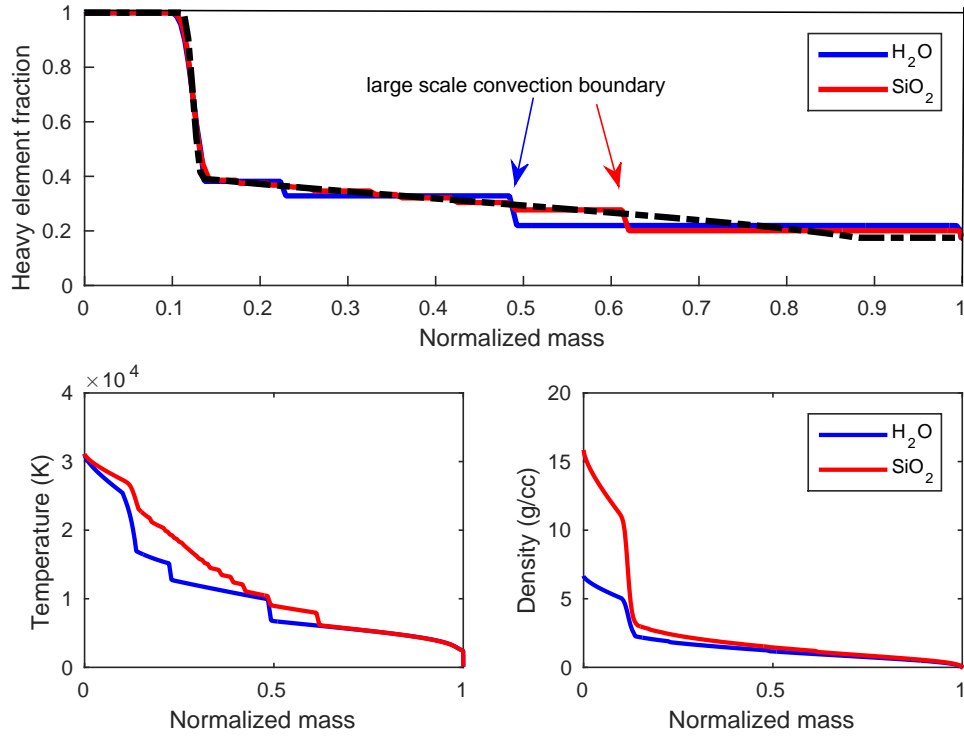 Heavy element fraction
1
0.8
0.6
0.4
0.2
0
large scale convection boundary
H₂O
SiO₂
0 0.1 0.2 0.3 0.4 0.5 0.6 0.7 0.8 0.9 1
Normalized mass
Temperature (K)
× 10⁴
4
3
2
1
0
0 0.5 1
Normalized mass
Density (g/cc)
20
15
10
5
0
H₂O
SiO₂
0 0.5 1
Normalized mass